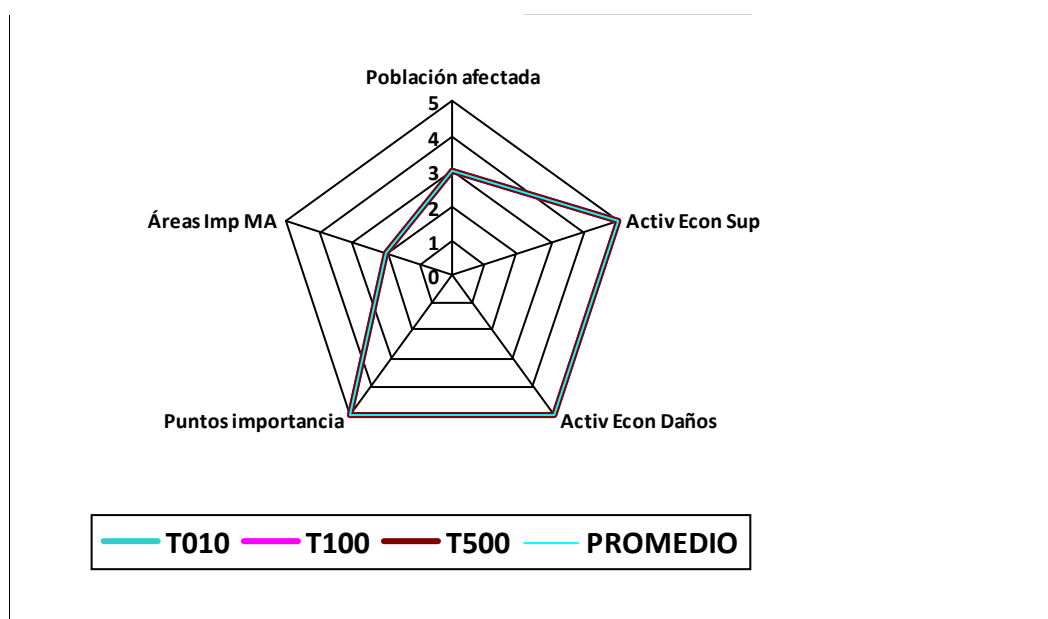 Población afectada
5
4
3
2
1
0
Áreas Imp MA
Activ Econ Sup
Puntos importancia
Activ Econ Daños
T010 T100 T500 PROMEDIO